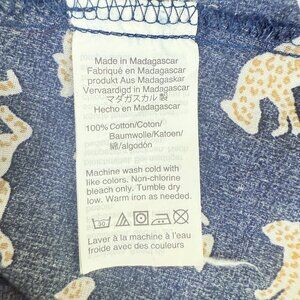 Made in Madagascar
Fabriqué en Madagascar
produkt Aus Madagascar
Vervaardigd in Madagascar
マダガスカル 製
Hecho en Madagascar
100% Cotton/Coton/
Baumwolle/Katoen/
綿/algodón
Machine wash cold with
like colors. Non-chlorine
bleach only. Tumble dry
low. Warm iron as needed.
30
Laver à la machine à l'eau
froide avec des couleurs